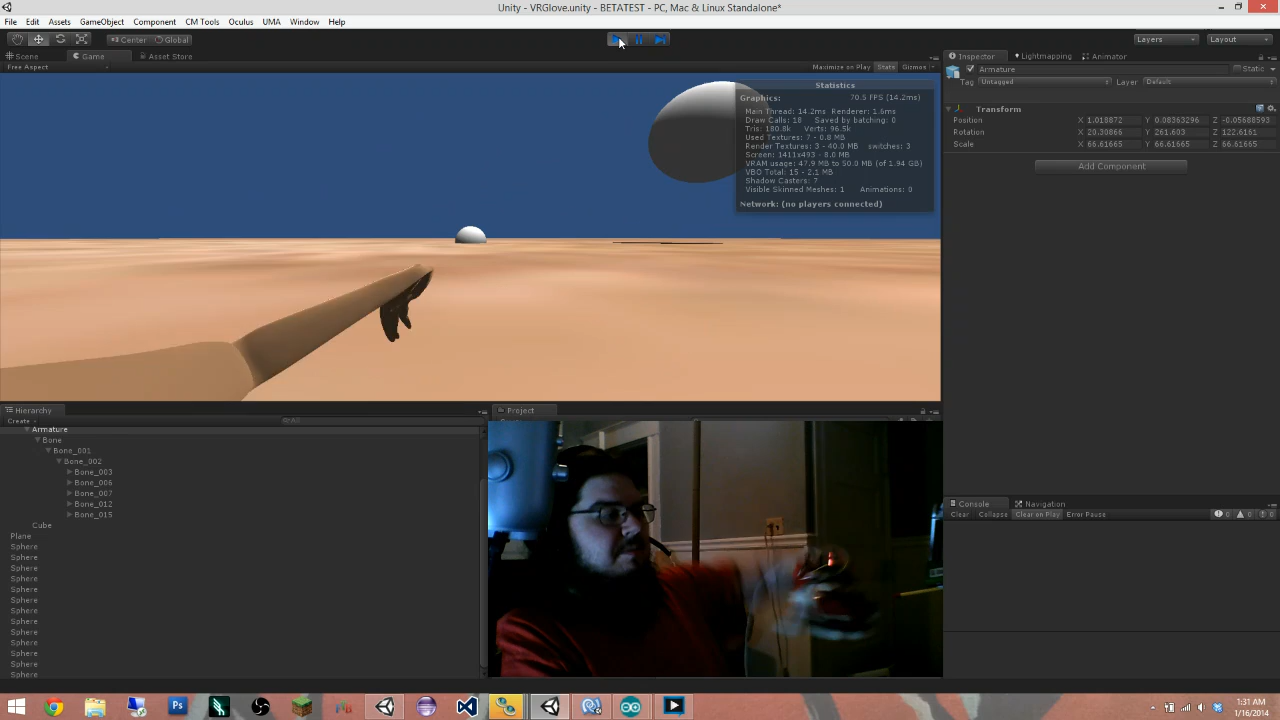 Unity - VRGlove.unity - BETATEST - PC, Mac & Linux Standalone*
File Edit Assets GameObject Component CM Tools Oculus UMA Window Help
Center Global Layers Layout
Scene Game Asset Store
Free Aspect Maximize on Play Stats Gizmos
Statistics
Graphics: 70.5 FPS (14.2ms)
Main Thread: 14.2ms Renderer: 1.6ms
Draw Calls: 18 Saved by batching: 0
Tris: 180.8k Verts: 96.5k
Used Textures: 7 - 0.8 MB
Render Textures: 3 - 40.0 MB switches: 3
Screen: 1411x493 - 8.0 MB
VRAM usage: 47.9 MB to 50.0 MB (of 1.94 GB)
VBO Total: 15 - 2.1 MB
Shadow Casters: 7
Visible Skinned Meshes: 1 Animations: 0
Network: (no players connected)
Inspector Lightmapping Animator
Armature Static
Tag Untagged Layer Default
Transform
Position X 1.018872 Y 0.08363296 Z -0.05688593
Rotation X 20.30866 Y 261.603 Z 122.6161
Scale X 66.61665 Y 66.61665 Z 66.61665
Add Component
Hierarchy
Create
Armature
Bone
Bone_001
Bone_002
Bone_003
Bone_006
Bone_007
Bone_012
Bone_015
Cube
Plane
Sphere
Sphere
Sphere
Sphere
Sphere
Sphere
Sphere
Sphere
Sphere
Sphere
Sphere
Sphere
Sphere
Project
Console Navigation
Clear Collapse Clear on Play Error Pause 0 0 0
Ps
1:31 AM
1/16/2014